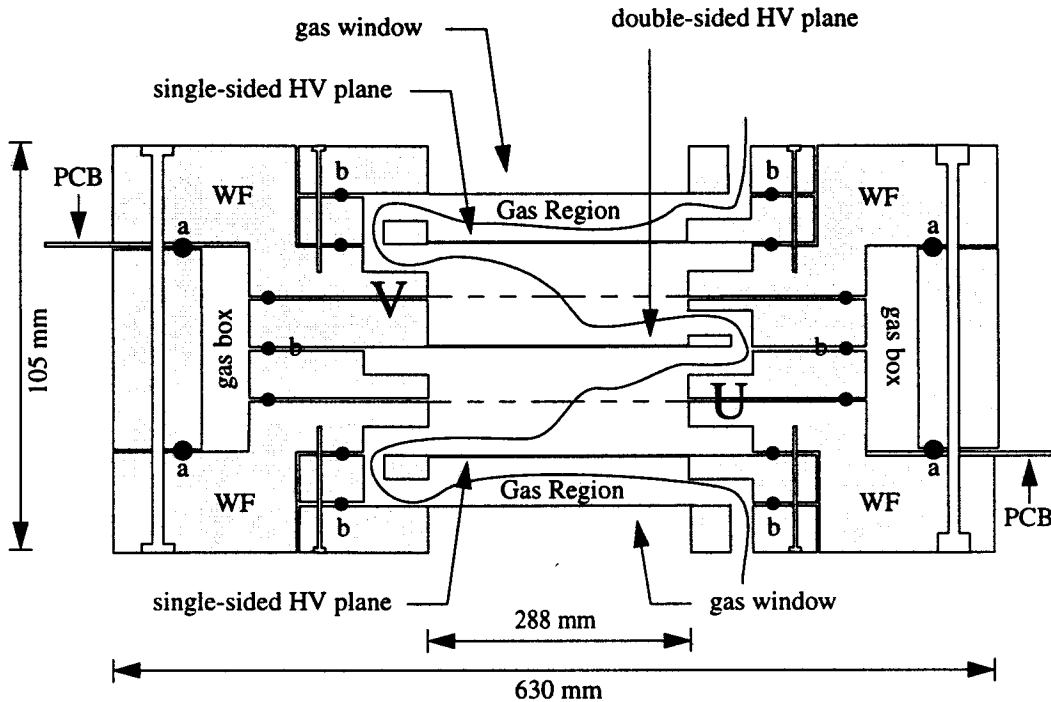 double-sided HV plane
gas window
single-sided HV plane
PCB
WF
b
Gas Region
b
WF
a
a
V
gas box
b
b
gas box
105 mm
U
a
a
WF
b
Gas Region
b
WF
PCB
single-sided HV plane
gas window
288 mm
630 mm